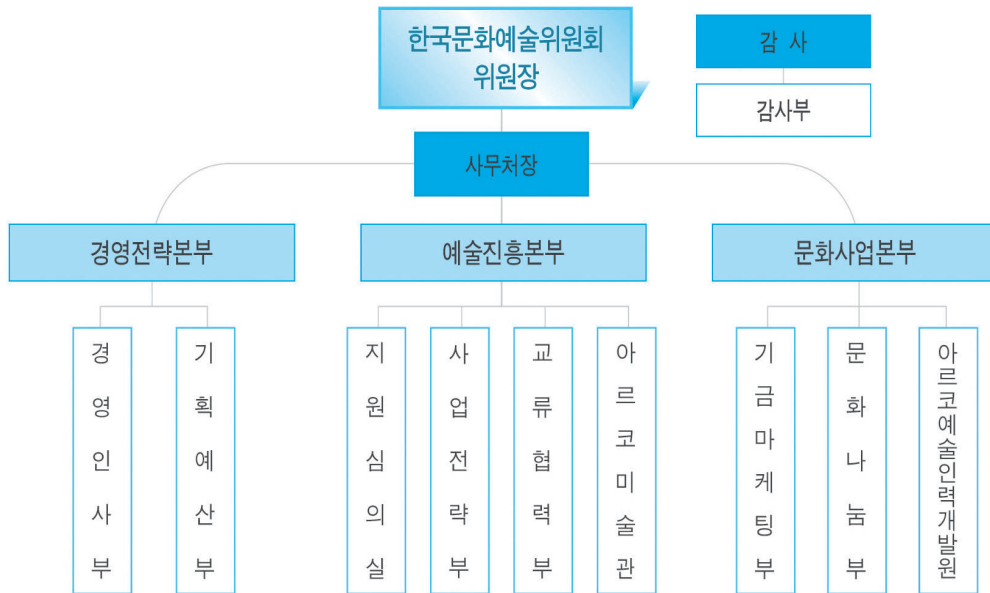 한국문화예술위원회
위원장
감 사
감사부
사무처장
경영전략본부
예술진흥본부
문화사업본부
경영인사부
기획예산부
지원심의실
사업전략부
교류협력부
아르코미술관
기금마케팅부
문화나눔부
아르코예술인력개발원